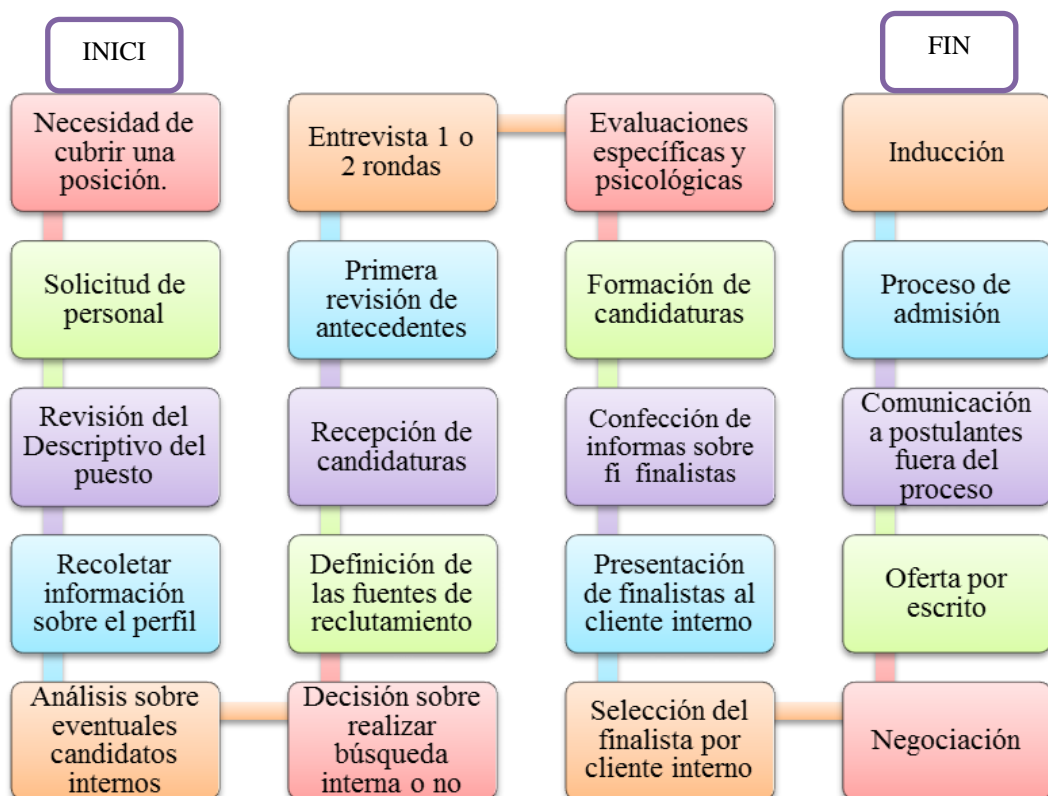 INICI
Necesidad de
cubrir una
posición.
Solicitud de
personal
Revisión del
Descriptivo del
puesto
Recoletar
información
sobre el perfil
Análisis sobre
eventuales
candidatos
internos
Decisión sobre
realizar
búsqueda
interna o no
Definición de
las fuentes de
reclutamiento
Recepción de
candidaturas
Primera
revisión de
antecedentes
Entrevista 1 o
2 rondas
Evaluaciones
específicas y
psicológicas
Formación de
candidaturas
Confección de
informas sobre
fi finalistas
Presentación
de finalistas al
cliente interno
Selección del
finalista por
cliente interno
Negociación
Oferta por
escrito
Comunicación
a postulantes
fuera del
proceso
Proceso de
admisión
Inducción
FIN